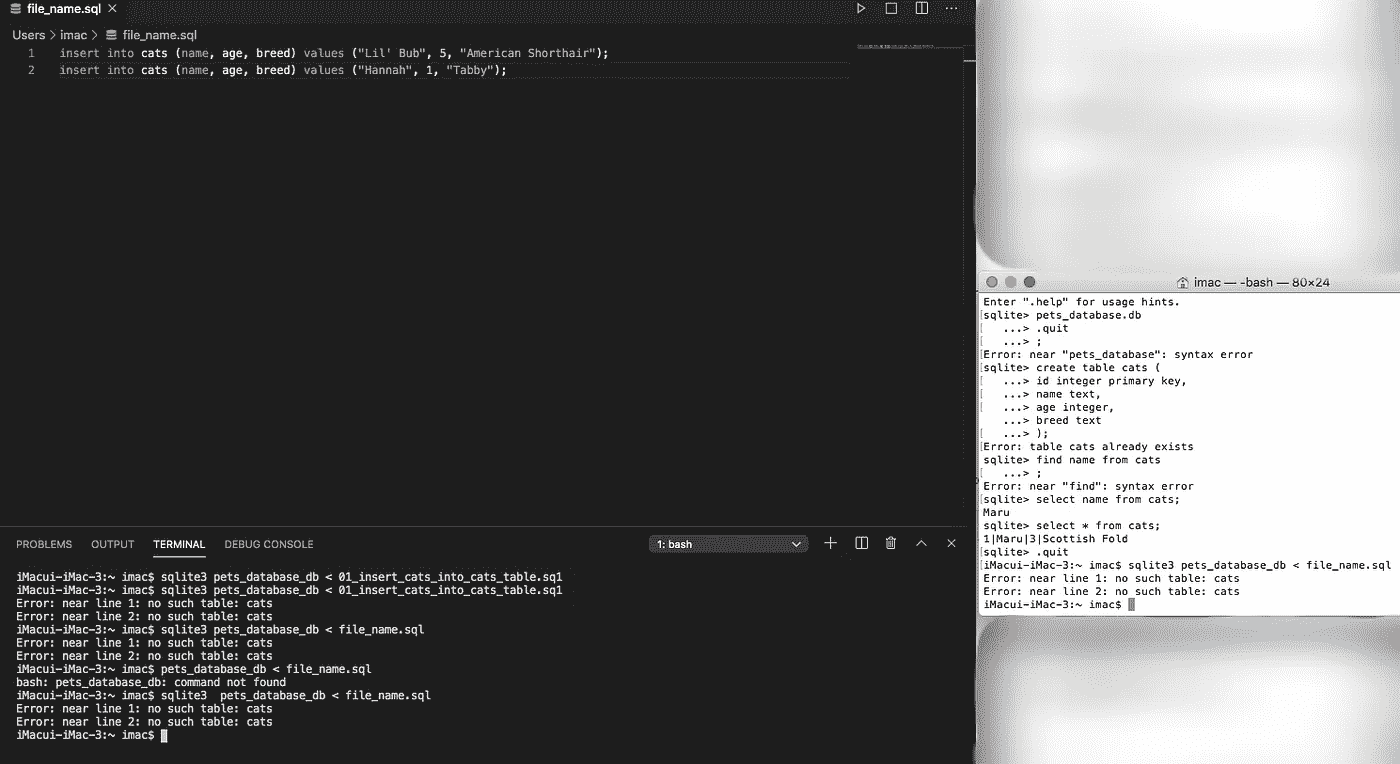 file_name.sql
Users > imac > file_name.sql
1 insert into cats (name, age, breed) values ("Lil' Bub", 5, "American Shorthair");
2 insert into cats (name, age, breed) values ("Hannah", 1, "Tabby");
PROBLEMS OUTPUT TERMINAL DEBUG CONSOLE 1: bash
iMacui-iMac-3:~ imac$ sqlite3 pets_database_db < 01_insert_cats_into_cats_table.sq1
iMacui-iMac-3:~ imac$ sqlite3 pets_database_db < 01_insert_cats_into_cats_table.sq1
Error: near line 1: no such table: cats
Error: near line 2: no such table: cats
iMacui-iMac-3:~ imac$ sqlite3 pets_database_db < file_name.sql
Error: near line 1: no such table: cats
Error: near line 2: no such table: cats
iMacui-iMac-3:~ imac$ pets_database_db < file_name.sql
bash: pets_database_db: command not found
iMacui-iMac-3:~ imac$ sqlite3  pets_database_db < file_name.sql
Error: near line 1: no such table: cats
Error: near line 2: no such table: cats
iMacui-iMac-3:~ imac$
imac — -bash — 80×24
Enter ".help" for usage hints.
[sqlite> pets_database.db
[   ...> .quit
[   ...> ;
[Error: near "pets_database": syntax error
[sqlite> create table cats (
[   ...> id integer primary key,
[   ...> name text,
[   ...> age integer,
[   ...> breed text
[   ...> );
[Error: table cats already exists
sqlite> find name from cats
[   ...> ;
Error: near "find": syntax error
[sqlite> select name from cats;
Maru
sqlite> select * from cats;
1|Maru|3|Scottish Fold
[sqlite> .quit
[iMacui-iMac-3:~ imac$ sqlite3 pets_database_db < file_name.sql
Error: near line 1: no such table: cats
Error: near line 2: no such table: cats
iMacui-iMac-3:~ imac$